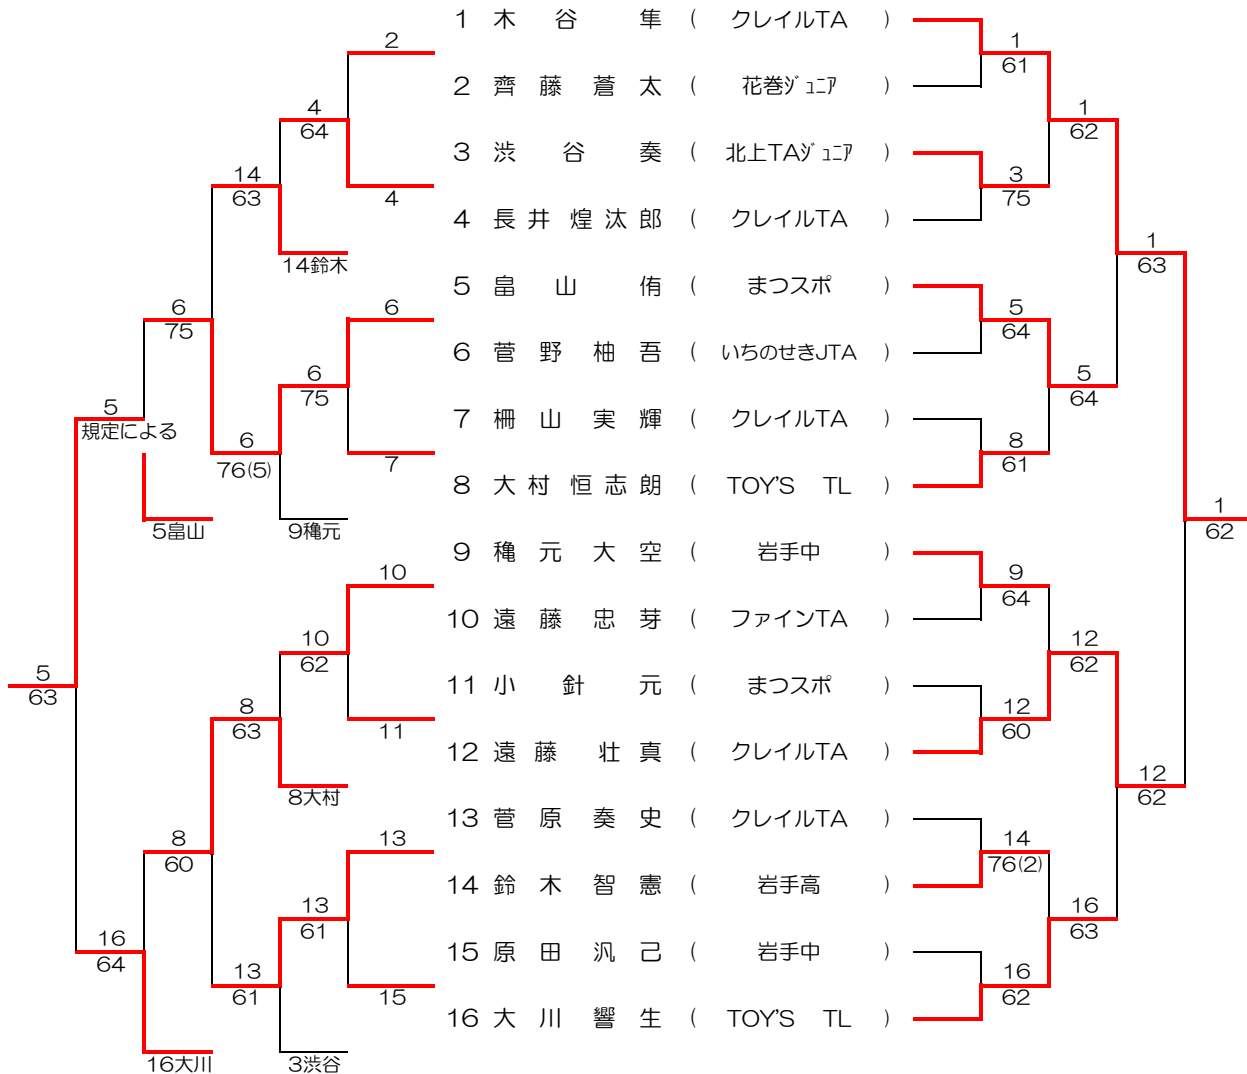 1 木谷 隼 ( クレイルTA )
2 齊藤蒼太 ( 花巻ｼﾞｭﾆｱ )
3 渋谷 奏 ( 北上TAｼﾞｭﾆｱ )
4 長井 煌汰郎 ( クレイルTA )
5 畠山 侑 ( まつスポ )
6 菅野柚吾 ( いちのせきJTA )
7 柵山実輝 ( クレイルTA )
8 大村 恒志朗 ( TOY'S TL )
9 穐元大空 ( 岩手中 )
10 遠藤忠芽 ( ファインTA )
11 小針 元 ( まつスポ )
12 遠藤 壮真 ( クレイルTA )
13 菅原奏史 ( クレイルTA )
14 鈴木智憲 ( 岩手高 )
15 原田汎己 ( 岩手中 )
16 大川響生 ( TOY'S TL )
2
4
64
14
63
4
14鈴木
6
75
6
6
75
5
規定による
6
76(5)
7
5畠山
9穐元
10
10
62
5
63
8
63
11
8大村
8
60
13
13
61
16
64
13
61
15
16大川
3渋谷
1
61
1
62
3
75
1
63
5
64
5
64
8
61
1
62
9
64
12
62
12
60
12
62
14
76(2)
16
63
16
62